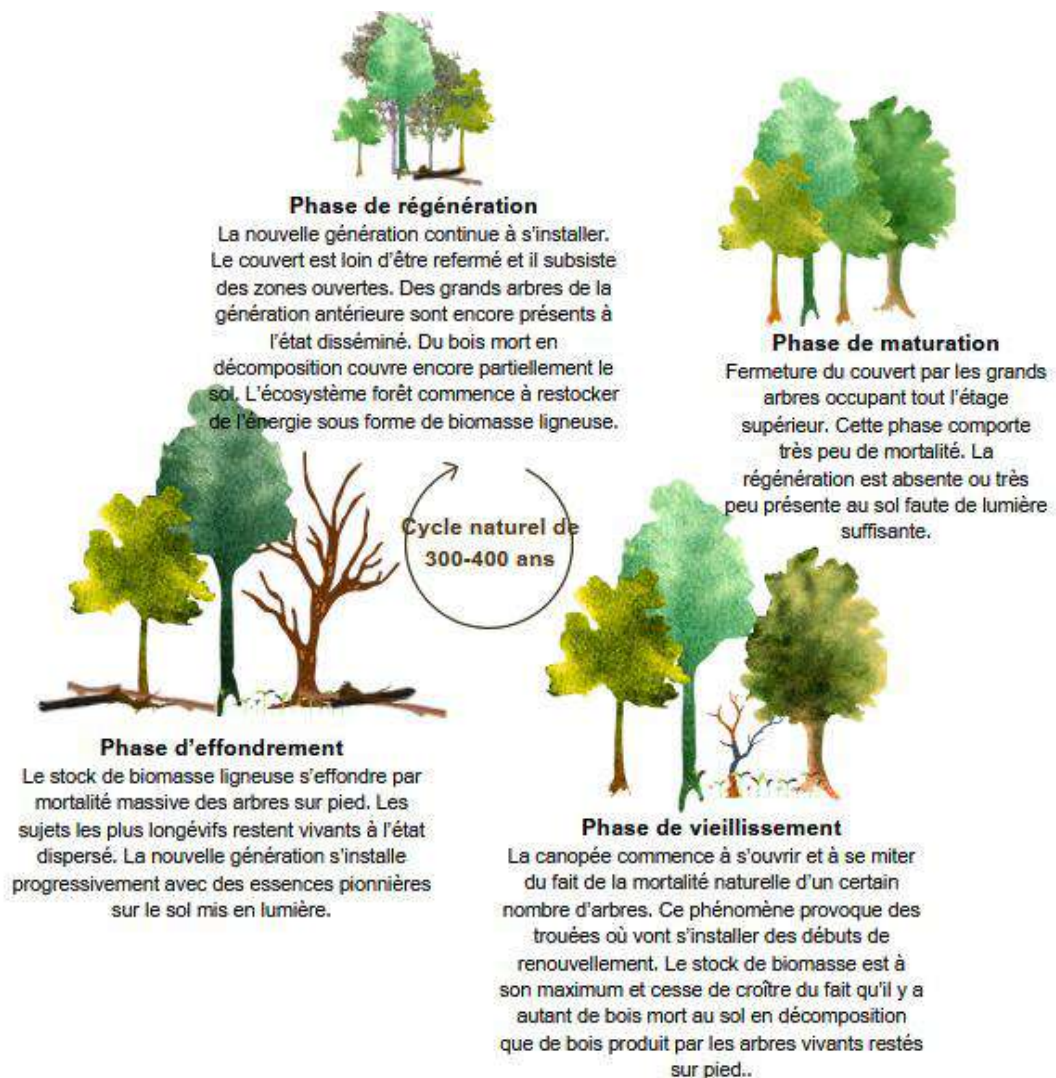 Phase de régénération
La nouvelle génération continue à s'installer.
Le couvert est loin d'être refermé et il subsiste
des zones ouvertes. Des grands arbres de la
génération antérieure sont encore présents à
l'état disséminé. Du bois mort en
décomposition couvre encore partiellement le
sol. L'écosystème forêt commence à restocker
de l'énergie sous forme de biomasse ligneuse.
Phase de maturation
Fermeture du couvert par les grands
arbres occupant tout l'étage
supérieur. Cette phase comporte
très peu de mortalité. La
régénération est absente ou très
peu présente au sol faute de lumière
suffisante.
Cycle naturel de
300-400 ans
Phase d'effondrement
Le stock de biomasse ligneuse s'effondre par
mortalité massive des arbres sur pied. Les
sujets les plus longévifs restent vivants à l'état
dispersé. La nouvelle génération s'installe
progressivement avec des essences pionnières
sur le sol mis en lumière.
Phase de vieillissement
La canopée commence à s'ouvrir et à se miter
du fait de la mortalité naturelle d'un certain
nombre d'arbres. Ce phénomène provoque des
trouées où vont s'installer des débuts de
renouvellement. Le stock de biomasse est à
son maximum et cesse de croître du fait qu'il y a
autant de bois mort au sol en décomposition
que de bois produit par les arbres vivants restés
sur pied..